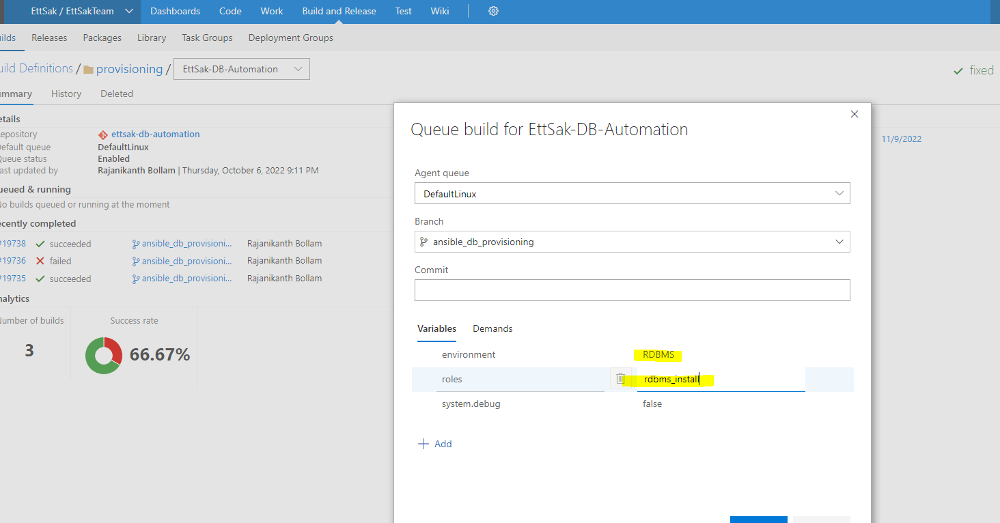 EttSak / EttSakTeam Dashboards Code Work Build and Release Test Wiki
ilds Releases Packages Library Task Groups Deployment Groups
uild Definitions / provisioning / EttSak-DB-Automation
fixed
mmary History Deleted
etails
epository ettsak-db-automation
efault queue DefaultLinux
ueue status Enabled
ast updated by Rajanikanth Bollam | Thursday, October 6, 2022 9:11 PM
ueued & running
No builds queued or running at the moment
ecently completed
#19738 succeeded ansible_db_provisioni... Rajanikanth Bollam
#19736 failed ansible_db_provisioni... Rajanikanth Bollam
#19735 succeeded ansible_db_provisioni... Rajanikanth Bollam
nalytics
Number of builds Success rate
3 66.67%
Queue build for EttSak-DB-Automation
11/9/2022
Agent queue
DefaultLinux
Branch
ansible_db_provisioning
Commit
Variables Demands
environment RDBMS
roles rdbms_install
system.debug false
Add